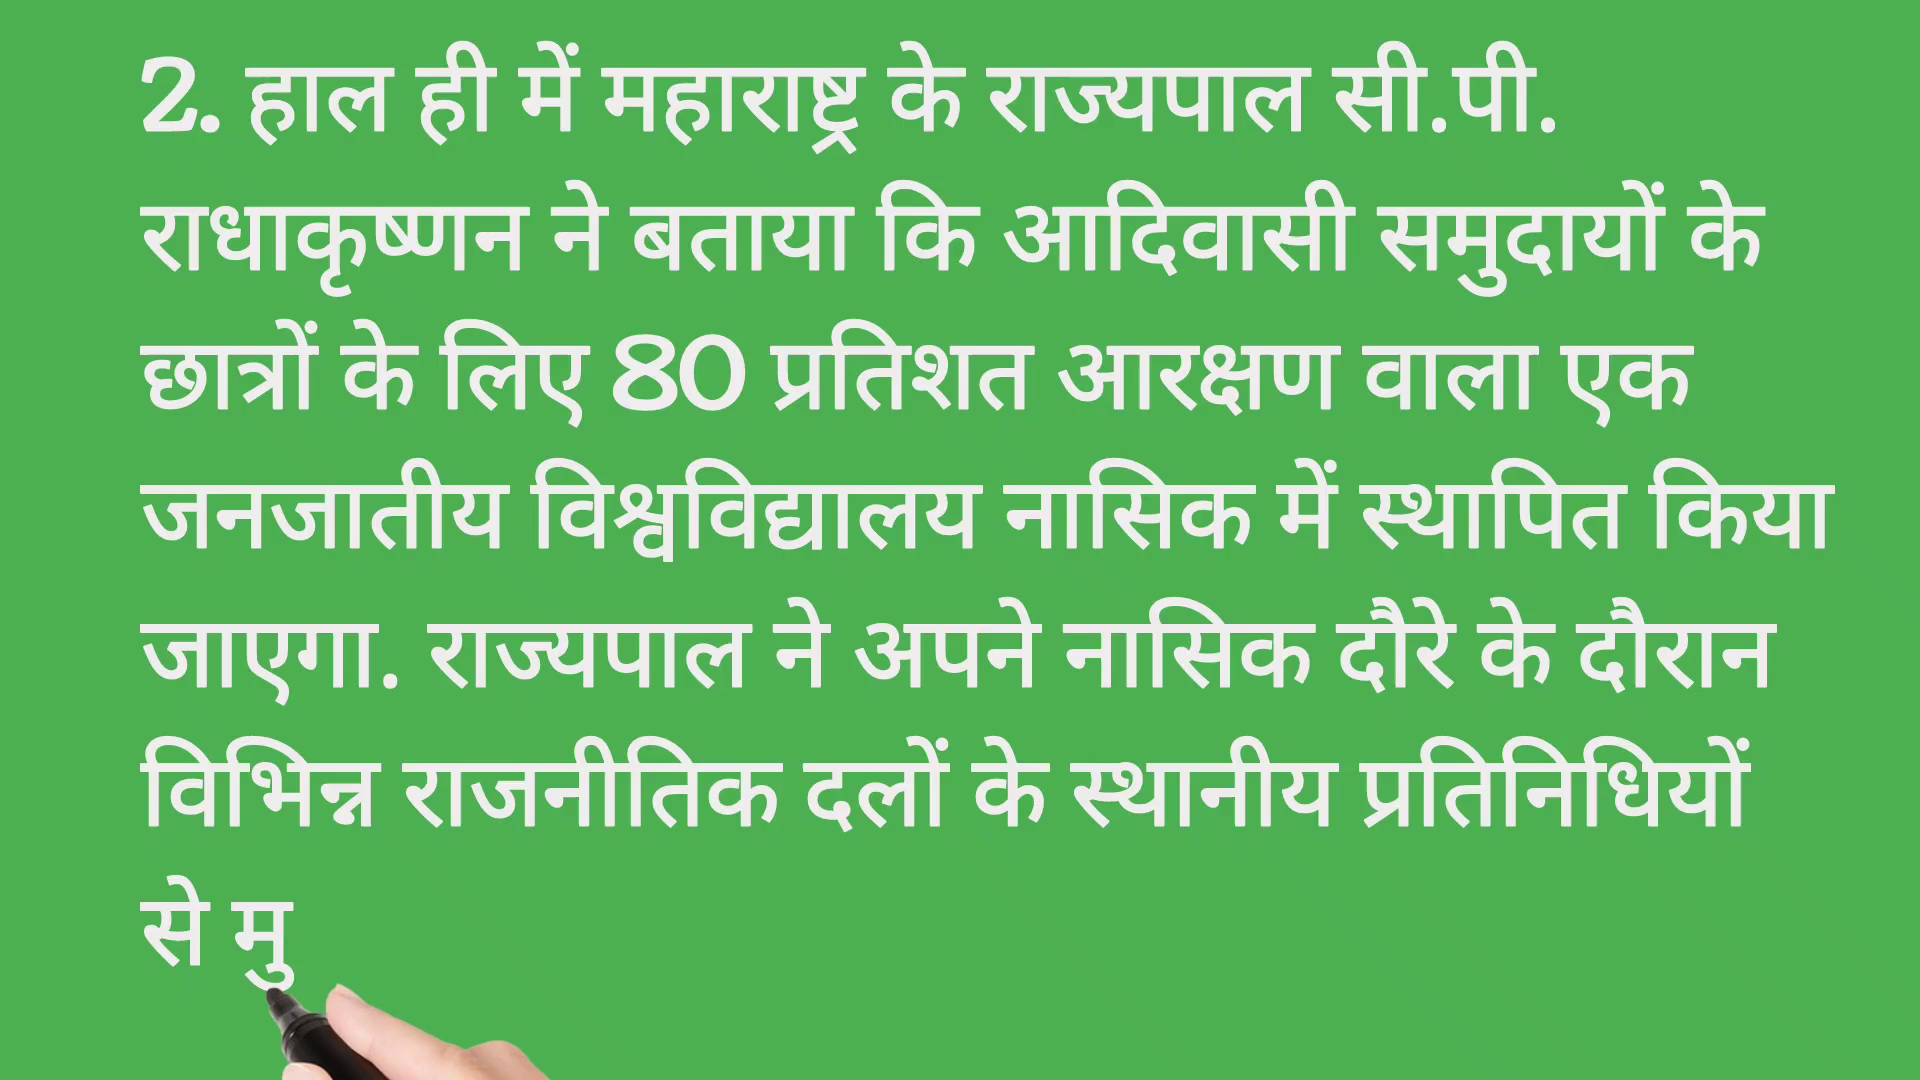 2. हाल ही में महाराष्ट्र के राज्यपाल सी.पी.
राधाकृष्णन ने बताया कि आदिवासी समुदायों के
छात्रों के लिए 80 प्रतिशत आरक्षण वाला एक
जनजातीय विश्वविद्यालय नासिक में स्थापित किया
जाएगा. राज्यपाल ने अपने नासिक दौरे के दौरान
विभिन्न राजनीतिक दलों के स्थानीय प्रतिनिधियों
से मु